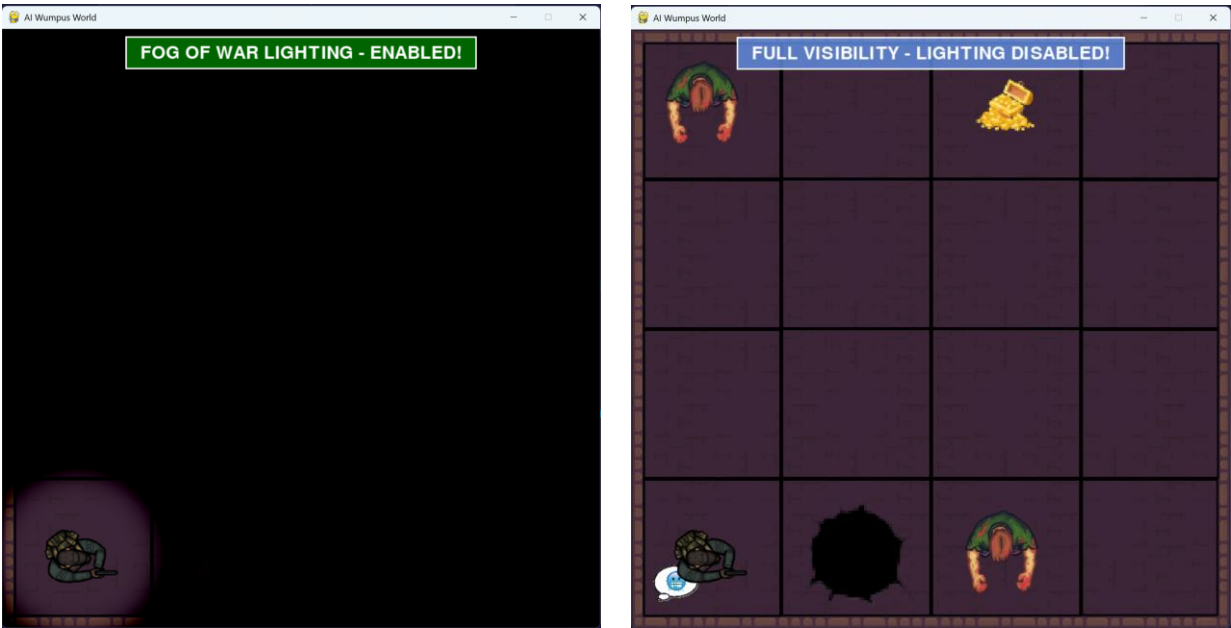 AI Wumpus World
FOG OF WAR LIGHTING - ENABLED!
AI Wumpus World
FULL VISIBILITY - LIGHTING DISABLED!